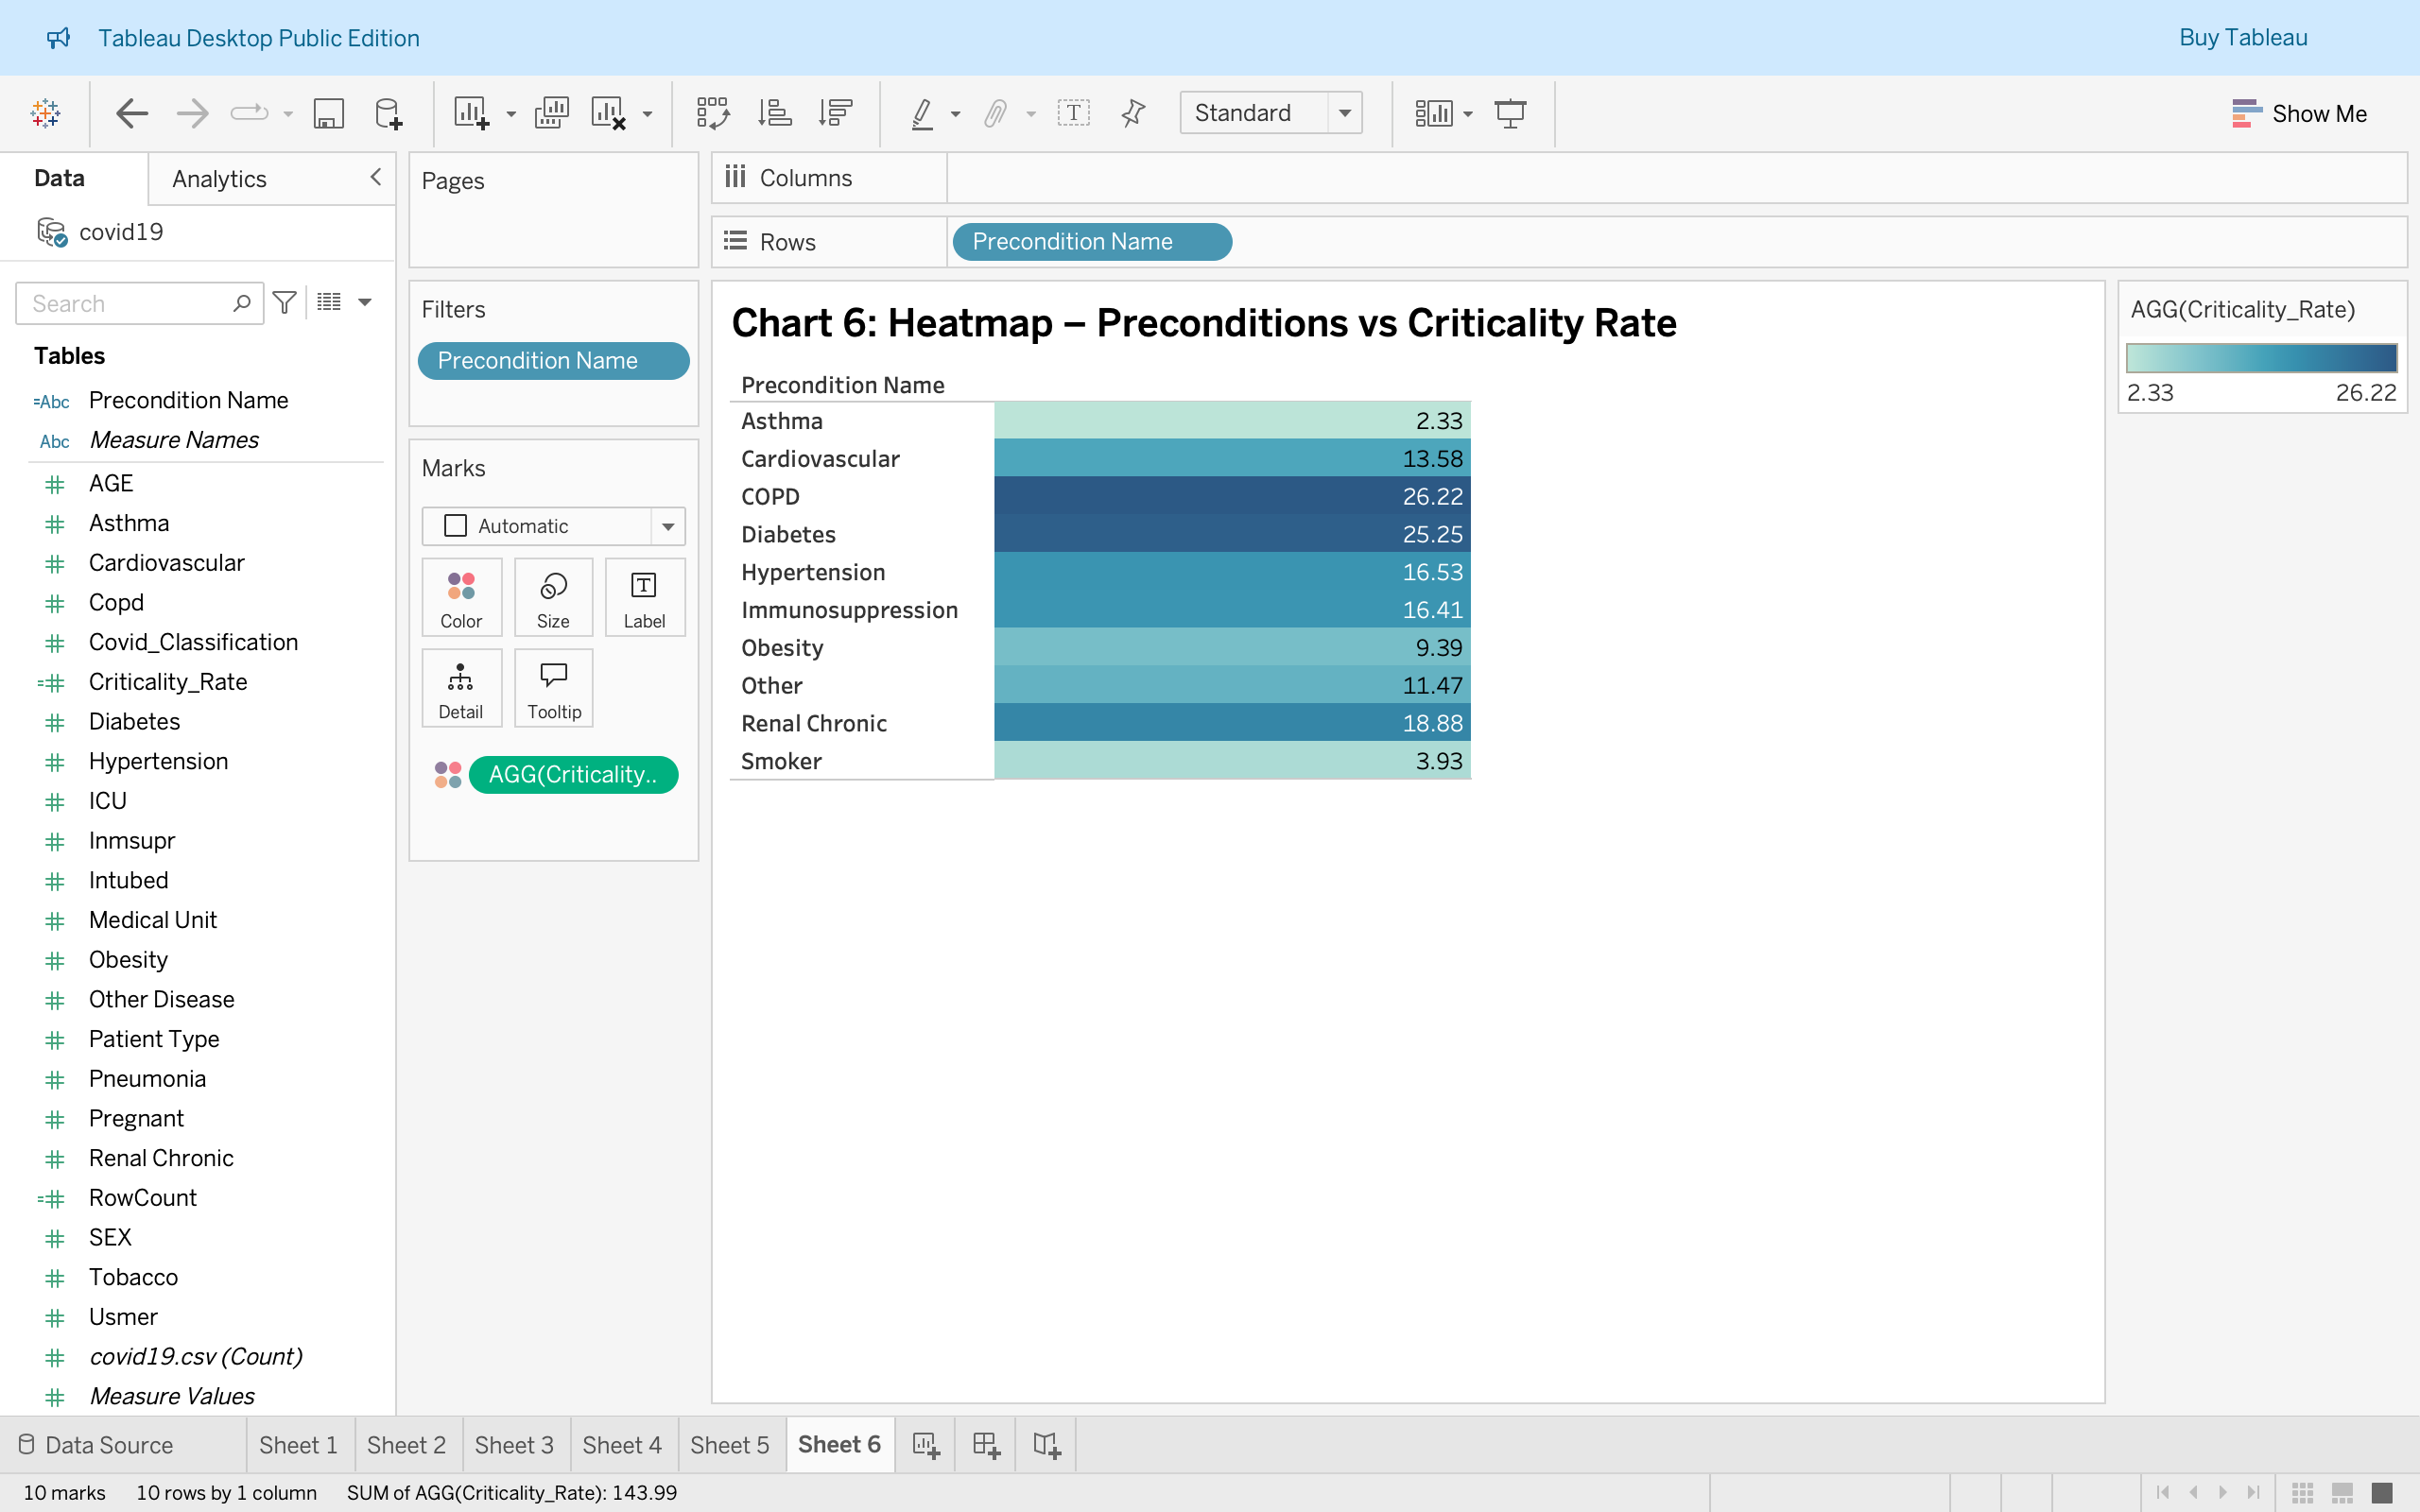 Tableau Desktop Public Edition
Buy Tableau
Standard
Show Me
Data
Analytics
covid19
Search
Tables
=Abc Precondition Name
Abc Measure Names
AGE
Asthma
Cardiovascular
Copd
Covid_Classification
Criticality_Rate
Diabetes
Hypertension
ICU
Inmsupr
Intubed
Medical Unit
Obesity
Other Disease
Patient Type
Pneumonia
Pregnant
Renal Chronic
RowCount
SEX
Tobacco
Usmer
covid19.csv (Count)
Measure Values
Pages
Filters
Precondition Name
Marks
Automatic
Color
Size
Label
Detail
Tooltip
AGG(Criticality..
Columns
Rows
Precondition Name
Chart 6: Heatmap – Preconditions vs Criticality Rate
Precondition Name
Asthma 2.33
Cardiovascular 13.58
COPD 26.22
Diabetes 25.25
Hypertension 16.53
Immunosuppression 16.41
Obesity 9.39
Other 11.47
Renal Chronic 18.88
Smoker 3.93
AGG(Criticality_Rate)
2.33 26.22
Data Source
Sheet 1
Sheet 2
Sheet 3
Sheet 4
Sheet 5
Sheet 6
10 marks 10 rows by 1 column SUM of AGG(Criticality_Rate): 143.99